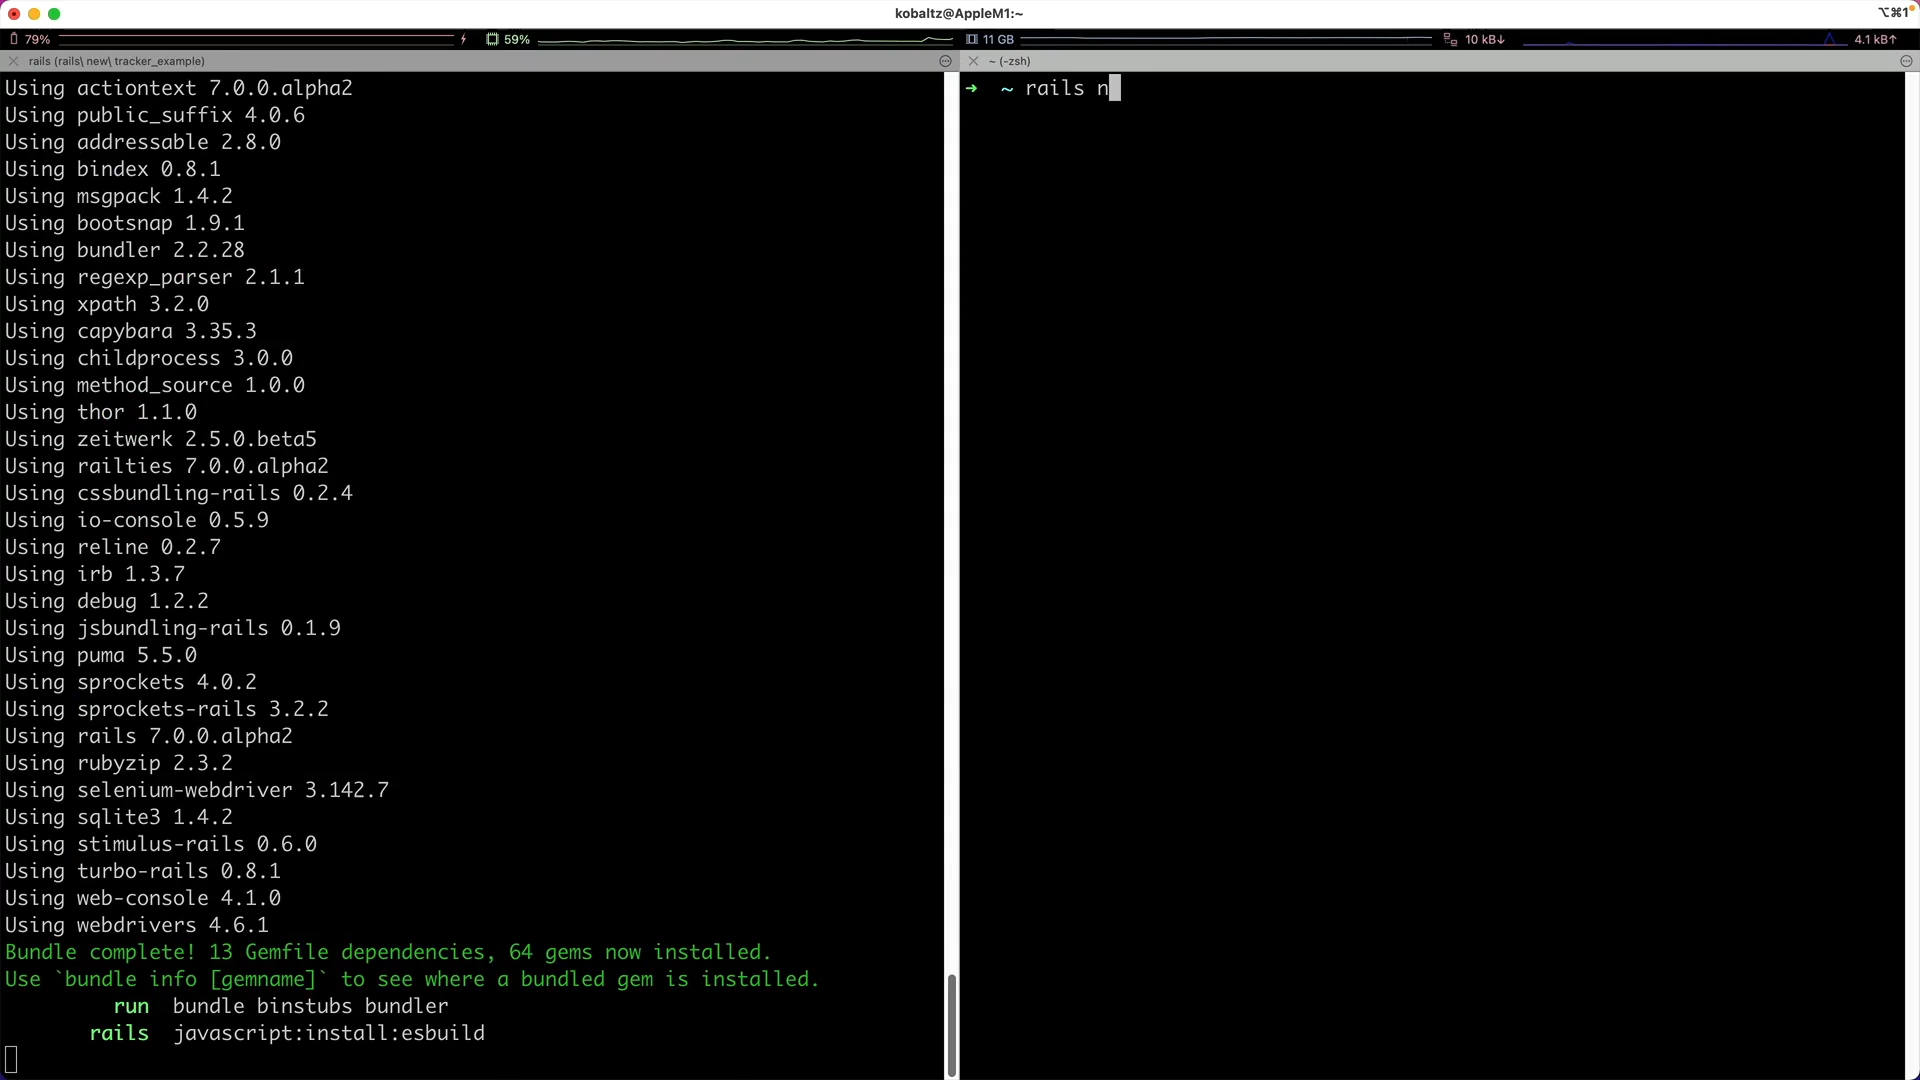 kobaltz@AppleM1:~
⌥⌘1
79%
59%
11 GB
10 kB↓
4.1 kB↑
rails (rails\ new\ tracker_example)
~ (-zsh)
Using actiontext 7.0.0.alpha2
Using public_suffix 4.0.6
Using addressable 2.8.0
Using bindex 0.8.1
Using msgpack 1.4.2
Using bootsnap 1.9.1
Using bundler 2.2.28
Using regexp_parser 2.1.1
Using xpath 3.2.0
Using capybara 3.35.3
Using childprocess 3.0.0
Using method_source 1.0.0
Using thor 1.1.0
Using zeitwerk 2.5.0.beta5
Using railties 7.0.0.alpha2
Using cssbundling-rails 0.2.4
Using io-console 0.5.9
Using reline 0.2.7
Using irb 1.3.7
Using debug 1.2.2
Using jsbundling-rails 0.1.9
Using puma 5.5.0
Using sprockets 4.0.2
Using sprockets-rails 3.2.2
Using rails 7.0.0.alpha2
Using rubyzip 2.3.2
Using selenium-webdriver 3.142.7
Using sqlite3 1.4.2
Using stimulus-rails 0.6.0
Using turbo-rails 0.8.1
Using web-console 4.1.0
Using webdrivers 4.6.1
Bundle complete! 13 Gemfile dependencies, 64 gems now installed.
Use `bundle info [gemname]` to see where a bundled gem is installed.
run  bundle binstubs bundler
rails  javascript:install:esbuild
➜  ~ rails n